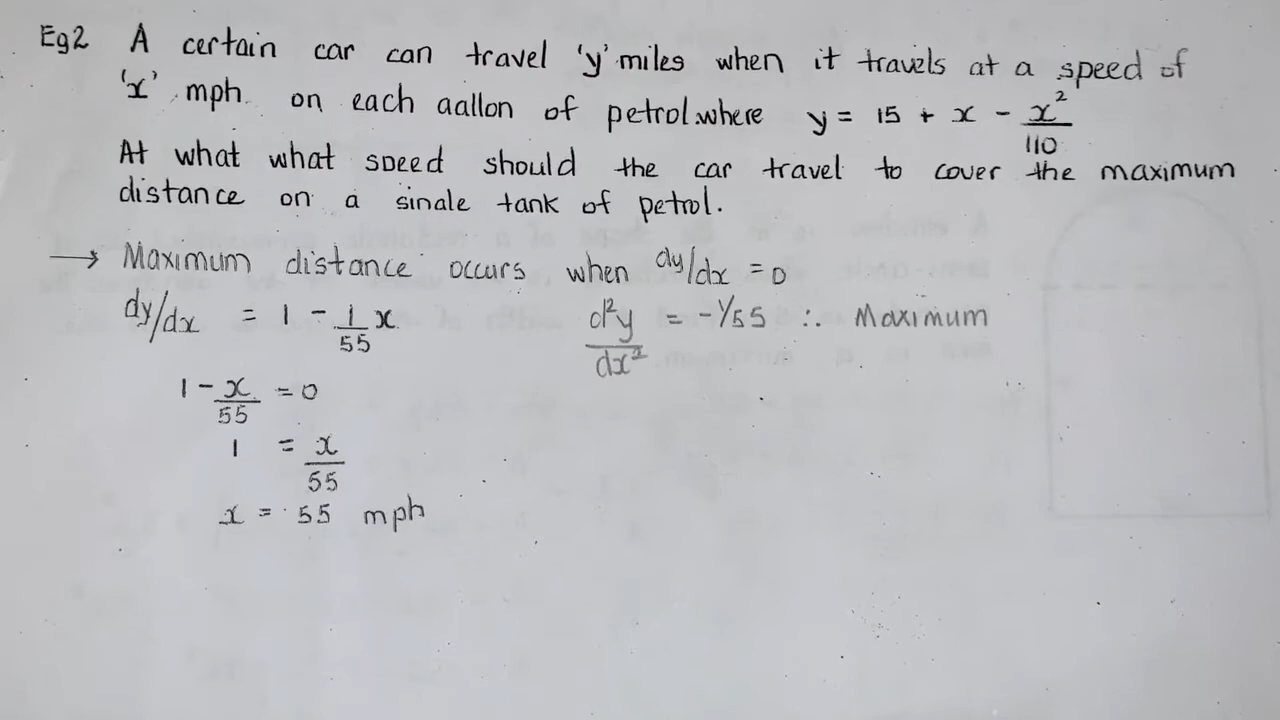 Eg2 A certain car can travel 'y' miles when it travels at a speed of
'x' mph on each aallon of petrol.where y = 15 + x - x²/110
At what what speed should the car travel to cover the maximum
distance on a sinale tank of petrol.
→ Maximum distance occurs when dy/dx = 0
dy/dx = 1 - 1/55 x d²y/dx² = -1/55 ∴ Maximum
1 - x/55 = 0
1 = x/55
x = 55 mph